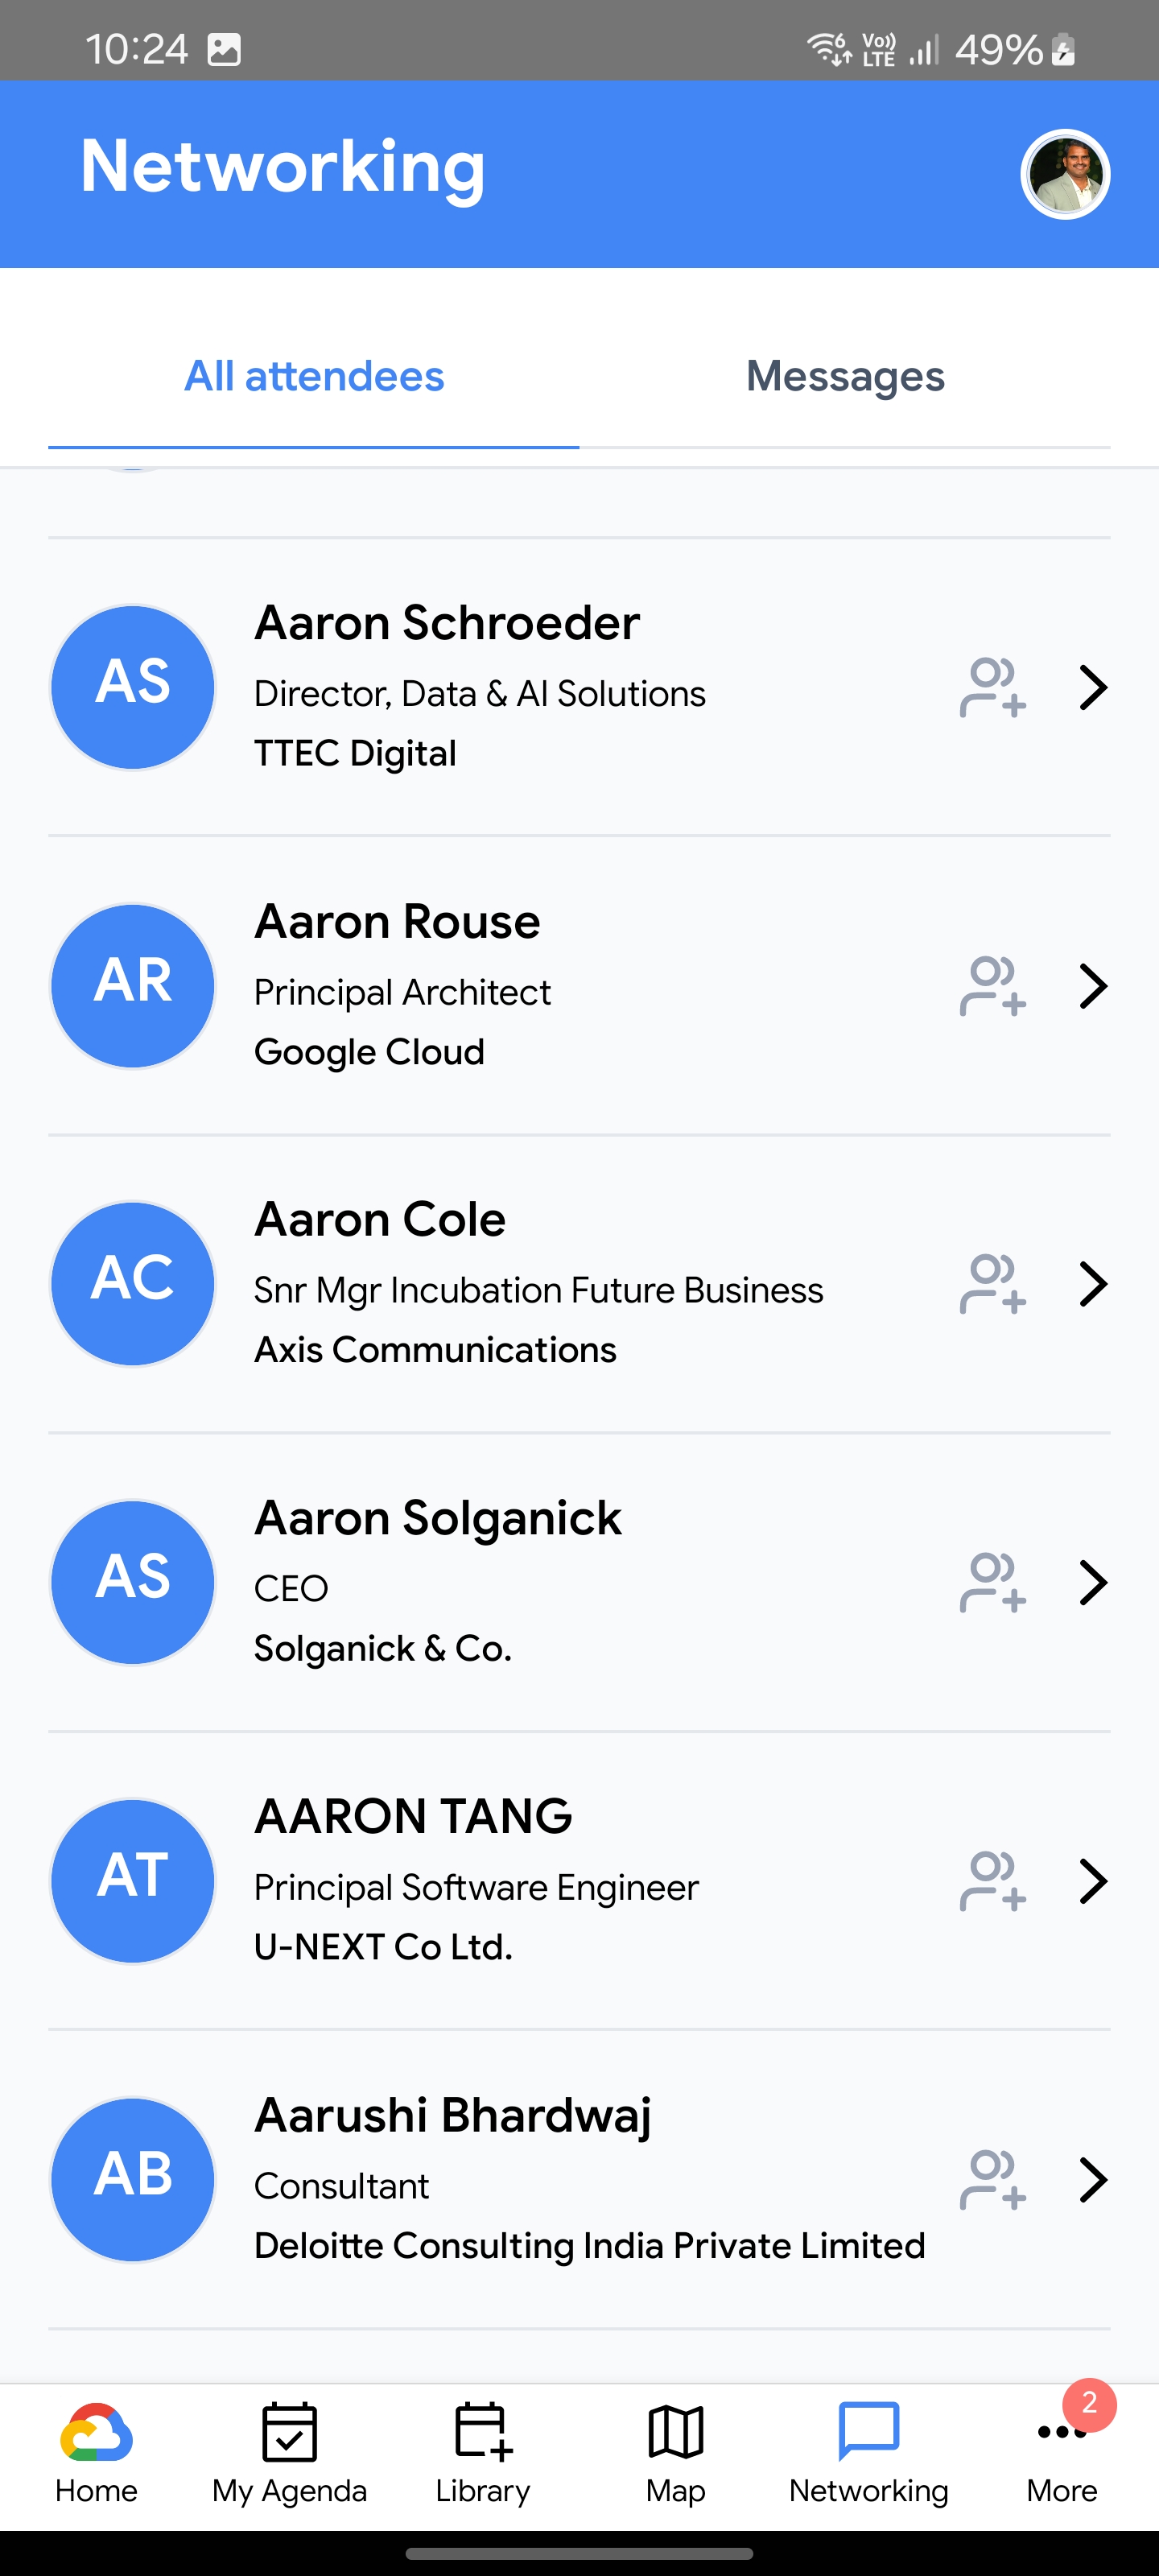 10:24
6 Vo)) LTE 49%
Networking
All attendees Messages
AS
Aaron Schroeder
Director, Data & AI Solutions
TTEC Digital
AR
Aaron Rouse
Principal Architect
Google Cloud
AC
Aaron Cole
Snr Mgr Incubation Future Business
Axis Communications
AS
Aaron Solganick
CEO
Solganick & Co.
AT
AARON TANG
Principal Software Engineer
U-NEXT Co Ltd.
AB
Aarushi Bhardwaj
Consultant
Deloitte Consulting India Private Limited
2
Home My Agenda Library Map Networking More